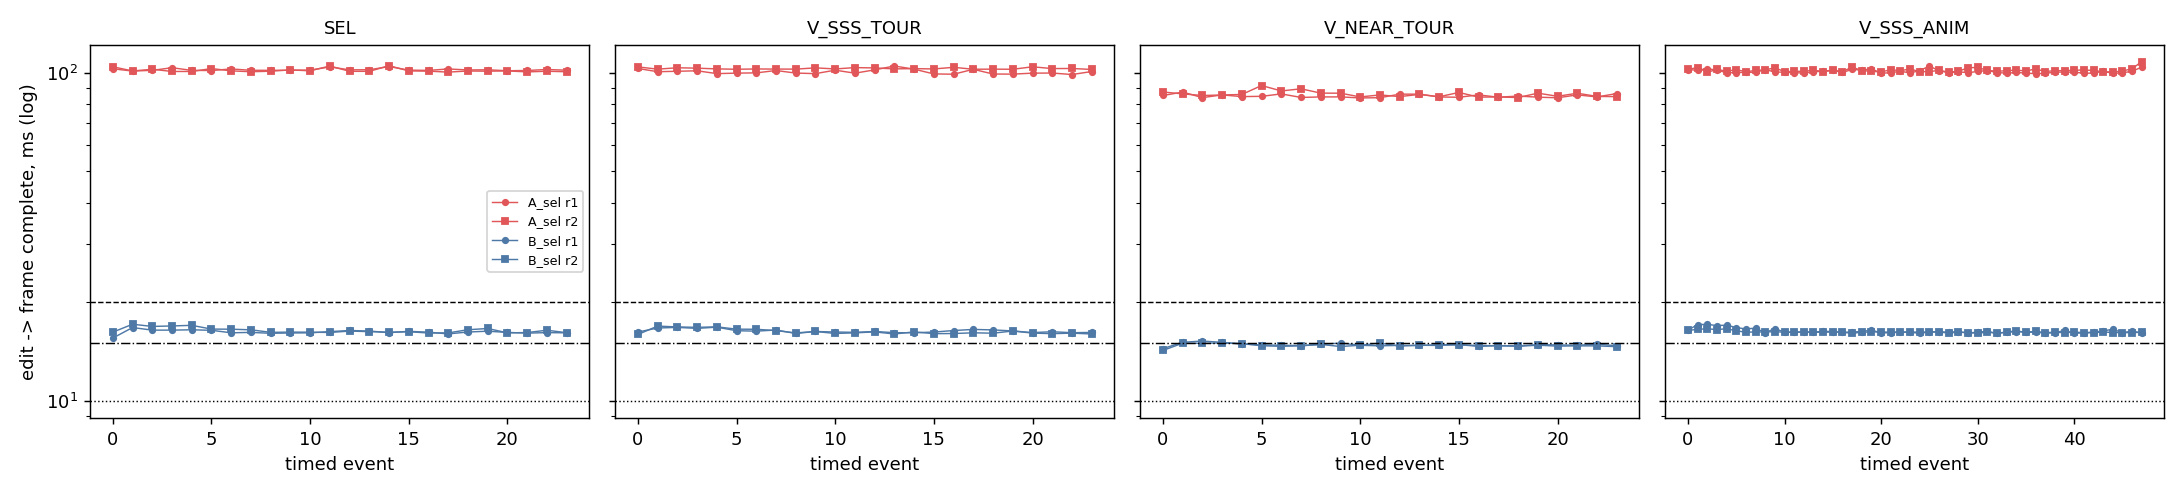 SEL
V_SSS_TOUR
V_NEAR_TOUR
V_SSS_ANIM
edit -> frame complete, ms (log)
10²
10¹
A_sel r1
A_sel r2
B_sel r1
B_sel r2
0 5 10 15 20
0 5 10 15 20
0 5 10 15 20
0 10 20 30 40
timed event
timed event
timed event
timed event